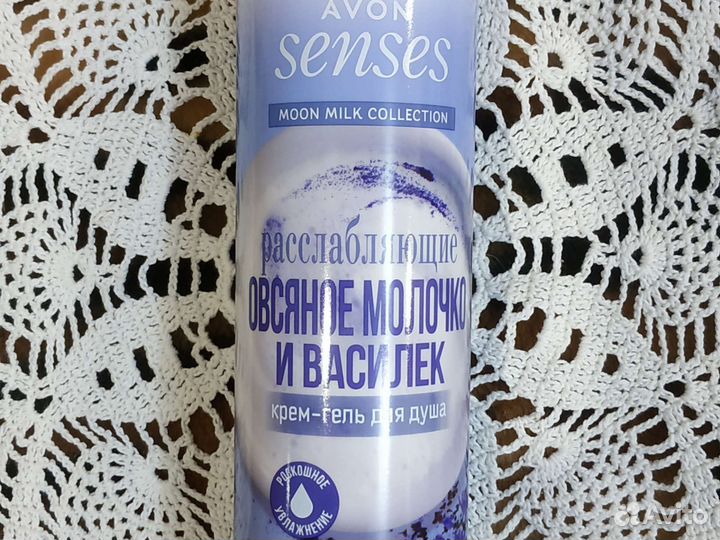 AVON
senses
MOON MILK COLLECTION
расслабляющие
ОВСЯНОЕ МОЛОЧКО
И ВАСИЛЕК
крем-гель для душа
РОСКОШНОЕ
УВЛАЖНЕНИЕ
Avito